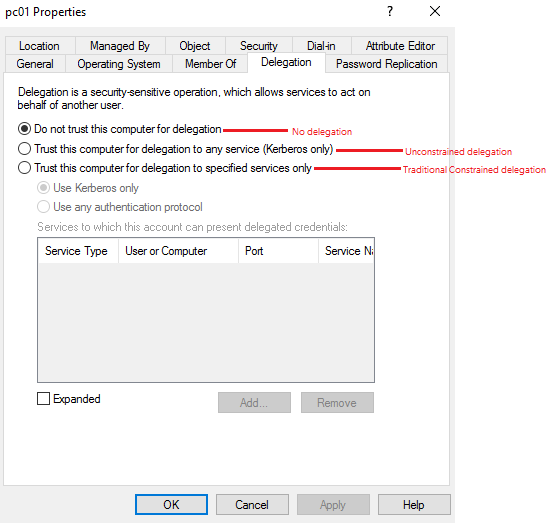 pc01 Properties
?
Location Managed By Object Security Dial-in Attribute Editor
General Operating System Member Of Delegation Password Replication
Delegation is a security-sensitive operation, which allows services to act on
behalf of another user.
Do not trust this computer for delegation No delegation
Trust this computer for delegation to any service (Kerberos only) Unconstrained delegation
Trust this computer for delegation to specified services only Traditional Constrained delegation
Use Kerberos only
Use any authentication protocol
Services to which this account can present delegated credentials:
Service Type User or Computer Port Service Na
Expanded Add... Remove
OK Cancel Apply Help